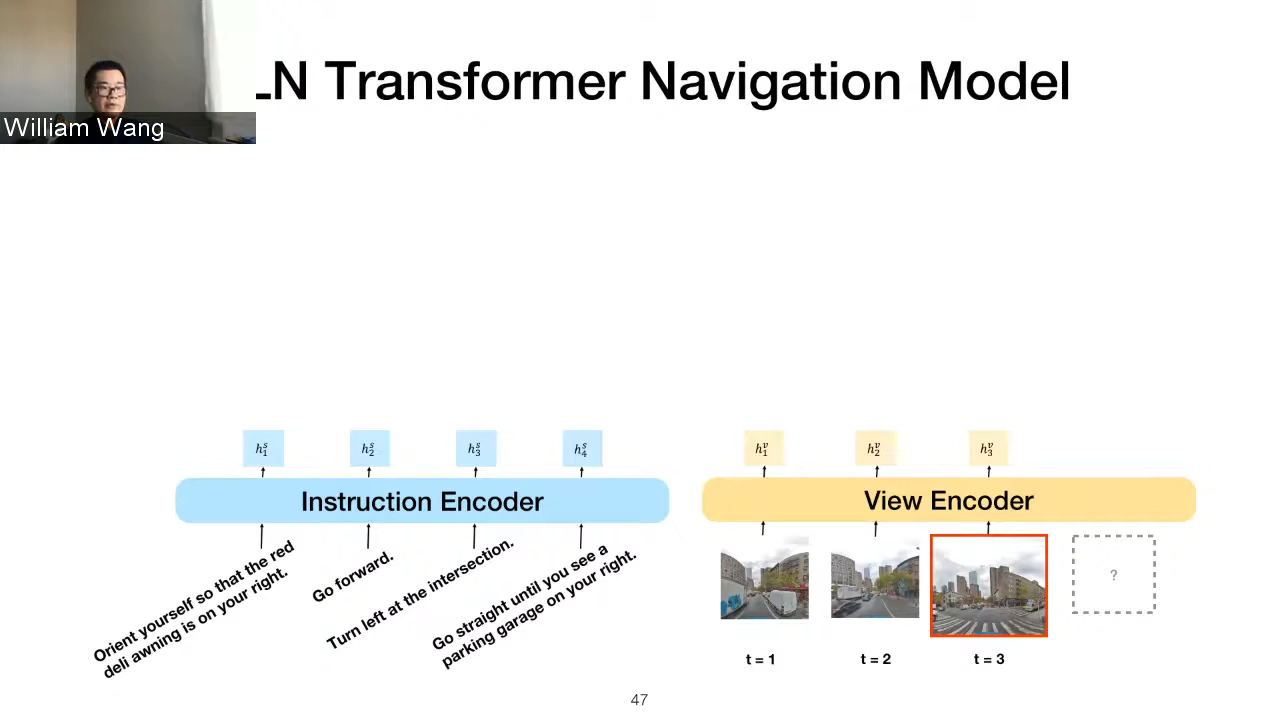 LN Transformer Navigation Model
William Wang
h₁ˢ h₂ˢ h₃ˢ h₄ˢ h₁ᵛ h₂ᵛ h₃ᵛ
Instruction Encoder
View Encoder
Orient yourself so that the red
deli awning is on your right.
Go forward.
Turn left at the intersection.
Go straight until you see a
parking garage on your right.
?
t = 1 t = 2 t = 3
47